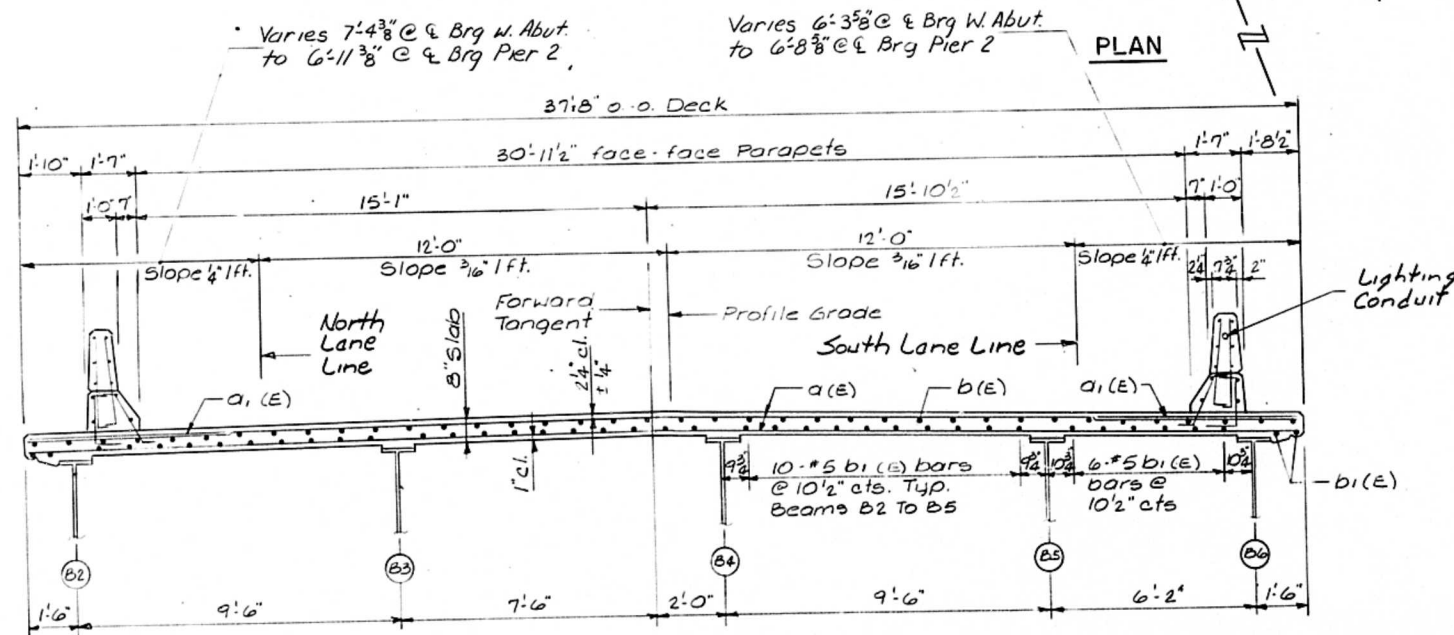 • Varies 7'-4⅜" @ ℄ Brg W. Abut.
to 6'-11⅜" @ ℄ Brg Pier 2
Varies 6'-3⅝" @ ℄ Brg W. Abut.
to 6'-8⅝" @ ℄ Brg Pier 2
PLAN
37'-8" o.-o. Deck
1'-10" 1'-7" 30'-11½" face-face Parapets 1'-7" 1'-8½"
1'-0" 7" 15'-1" 15'-10½" 7" 1'-0"
12'-0" 12'-0"
Slope ¼"/ft. Slope 3/16"/ft. Slope 3/16"/ft. Slope ¼"/ft. 2¼" 7¾" 2"
Lighting
Conduit
North
Lane
Line
Forward
Tangent
Profile Grade
South Lane Line
8" Slab
2¼" cl.
± ¼"
a1 (E) a(E) b(E) a1 (E)
1" cl.
9¾" 10-#5 b1(E) bars
@ 10½" cts. Typ.
Beams B2 To B5
9¾" 10¾" 6-#5 b1(E)
bars @
10½" cts
10¾"
b1(E)
B2 B3 B4 B5 B6
1'-6" 9'-6" 7'-6" 2'-0" 9'-6" 6'-2" 1'-6"